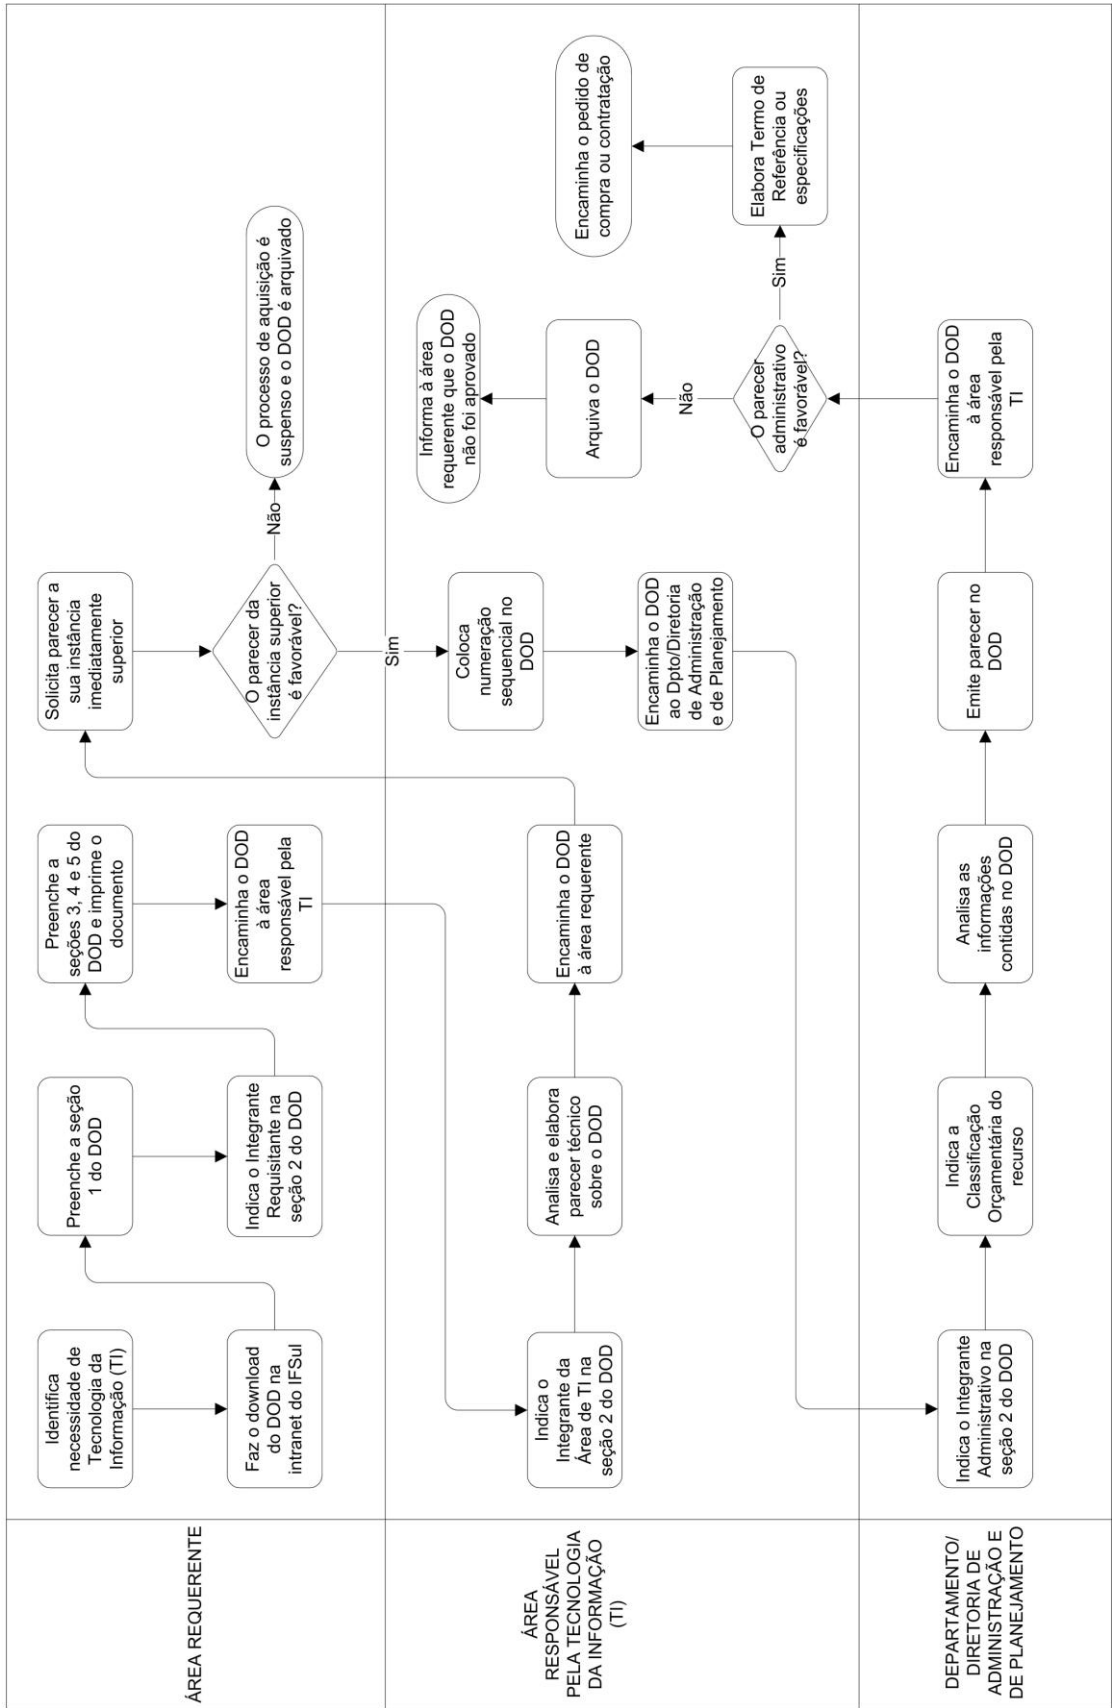 ÁREA REQUERENTE
Identifica
necessidade de
Tecnologia da
Informação (TI)
Faz o download
do DOD na
intranet do IFSul
Preenche a seção
1 do DOD
Indica o Integrante
Requisitante na
seção 2 do DOD
Preenche a
seções 3, 4 e 5 do
DOD e imprime o
documento
Encaminha o DOD
à área
responsável pela
TI
Solicita parecer a
sua instância
imediatamente
superior
O parecer da
instância superior
é favorável?
Não
O processo de aquisição é
suspenso e o DOD é arquivado
Sim
ÁREA
RESPONSÁVEL
PELA TECNOLOGIA
DA INFORMAÇÃO
(TI)
Indica o
Integrante da
Área de TI na
seção 2 do DOD
Analisa e elabora
parecer técnico
sobre o DOD
Encaminha o DOD
à área requerente
Coloca
numeração
sequencial no
DOD
Encaminha o DOD
ao Dpto/Diretoria
de Administração
e de Planejamento
Informa à área
requerente que o DOD
não foi aprovado
Arquiva o DOD
Não
O parecer
administrativo
é favorável?
Sim
Elabora Termo de
Referência ou
especificações
Encaminha o pedido de
compra ou contratação
DEPARTAMENTO/
DIRETORIA DE
ADMINISTRAÇÃO E
DE PLANEJAMENTO
Indica o Integrante
Administrativo na
seção 2 do DOD
Indica a
Classificação
Orçamentária do
recurso
Analisa as
informações
contidas no DOD
Emite parecer no
DOD
Encaminha o DOD
à área
responsável pela
TI